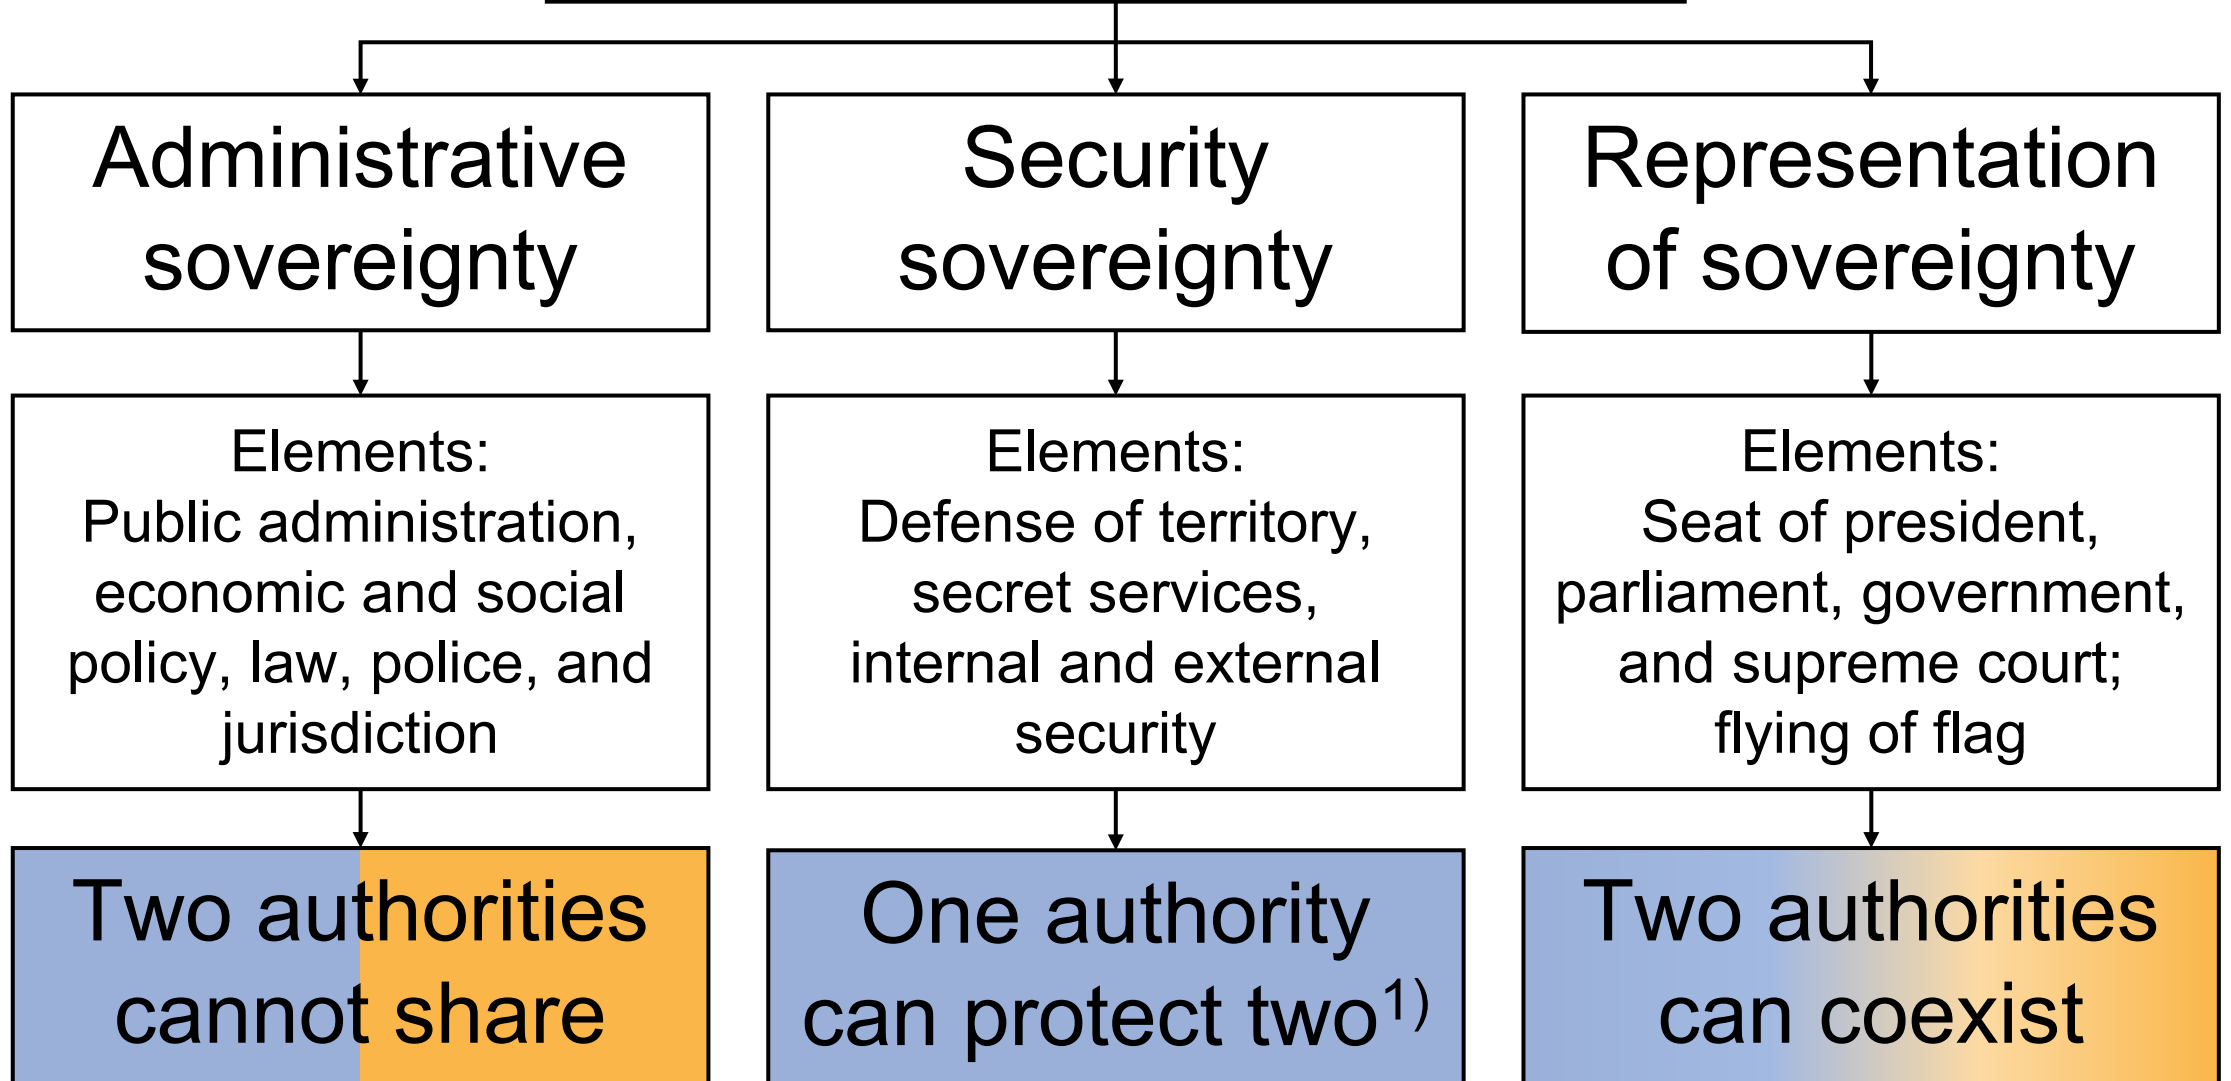 Administrative
sovereignty
Security
sovereignty
Representation
of sovereignty
Elements:
Public administration,
economic and social
policy, law, police, and
jurisdiction
Elements:
Defense of territory,
secret services,
internal and external
security
Elements:
Seat of president,
parliament, government,
and supreme court;
flying of flag
Two authorities
cannot share
One authority
can protect two1)
Two authorities
can coexist